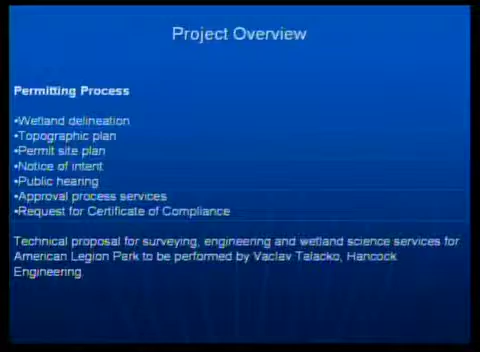 Project Overview
Permitting Process
•Wetland delineation
•Topographic plan
•Permit site plan
•Notice of intent
•Public hearing
•Approval process services
•Request for Certificate of Compliance
Technical proposal for surveying, engineering and wetland science services for
American Legion Park to be performed by Vaclav Talacko, Hancock
Engineering.